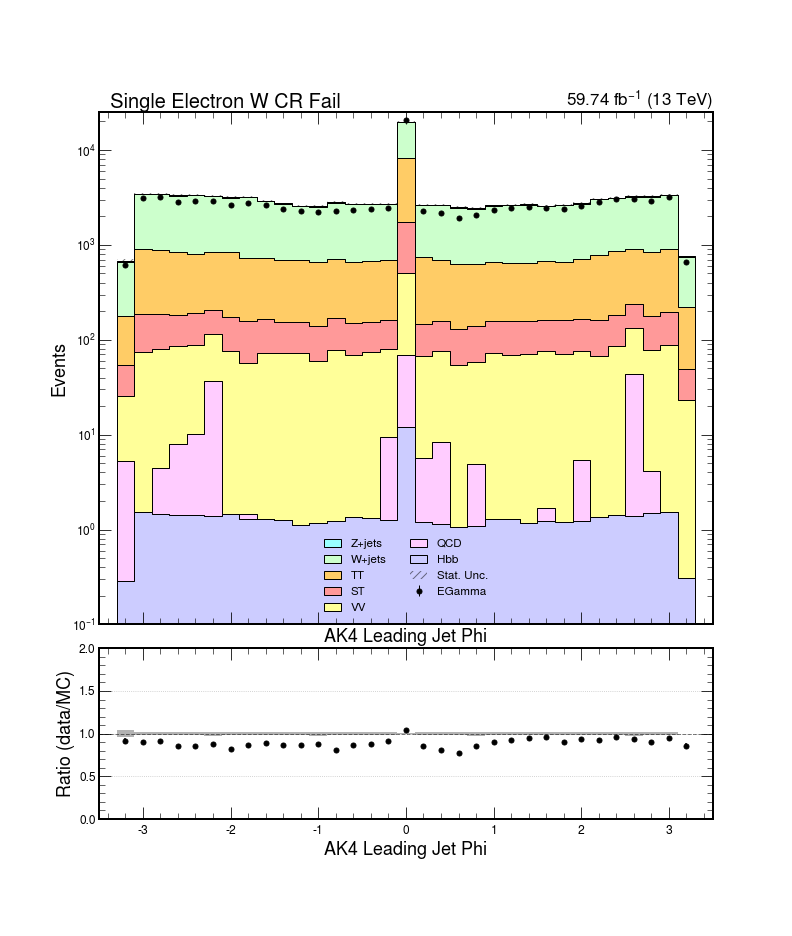 Single Electron W CR Fail
59.74 fb⁻¹ (13 TeV)
Events
10⁴
10³
10²
10¹
10⁰
10⁻¹
Z+jets
W+jets
TT
ST
VV
QCD
Hbb
Stat. Unc.
EGamma
AK4 Leading Jet Phi
Ratio (data/MC)
2.0
1.5
1.0
0.5
0.0
-3 -2 -1 0 1 2 3
AK4 Leading Jet Phi